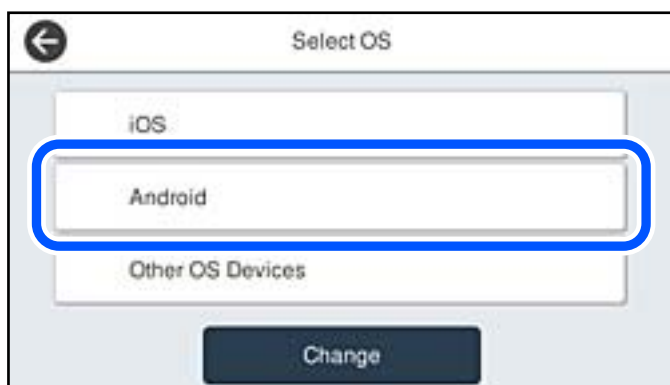 Select OS
iOS
Android
Other OS Devices
Change